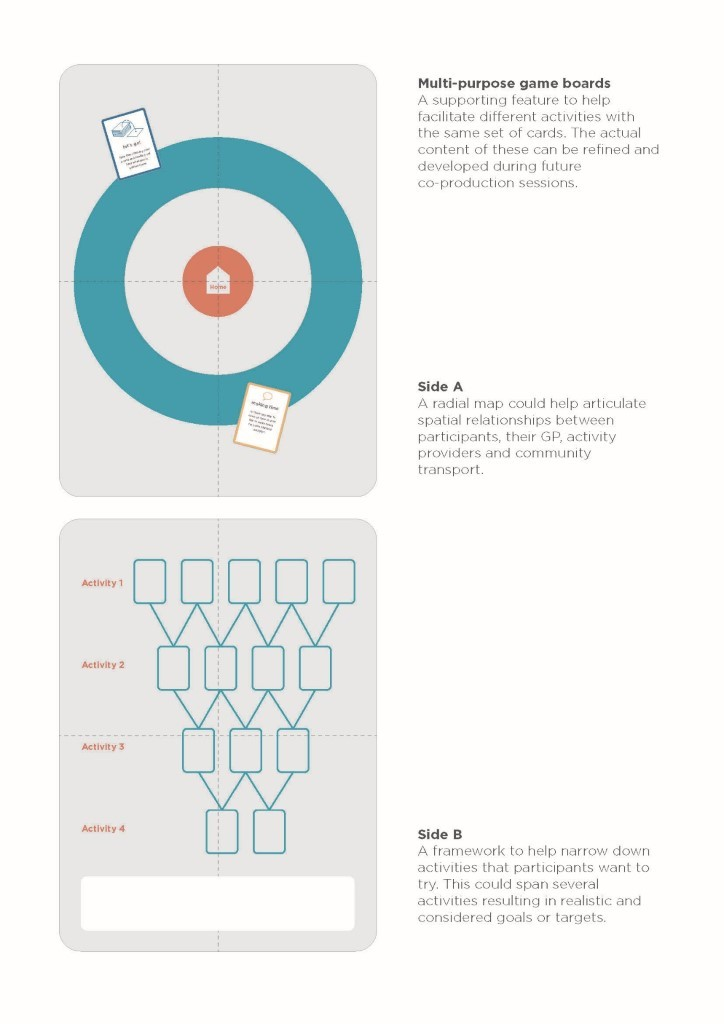 Multi-purpose game boards
A supporting feature to help
facilitate different activities with
the same set of cards. The actual
content of these can be refined and
developed during future
co-production sessions.
let's go!
Home
making time
Side A
A radial map could help articulate
spatial relationships between
participants, their GP, activity
providers and community
transport.
Activity 1
Activity 2
Activity 3
Activity 4
Side B
A framework to help narrow down
activities that participants want to
try. This could span several
activities resulting in realistic and
considered goals or targets.